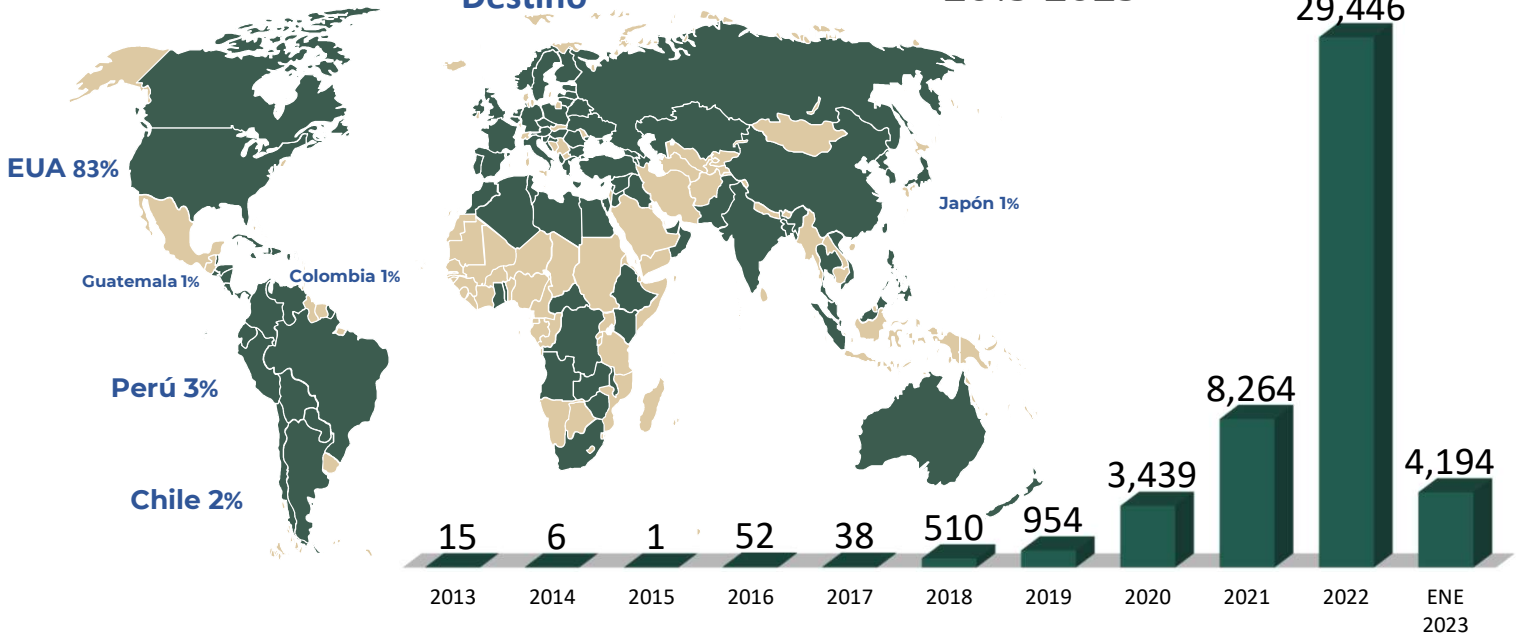 Destino
2013-2023
29,446
EUA 83%
Japón 1%
Guatemala 1%
Colombia 1%
Perú 3%
8,264
4,194
3,439
Chile 2%
15 6 1 52 38 510 954
2013 2014 2015 2016 2017 2018 2019 2020 2021 2022 ENE
2023